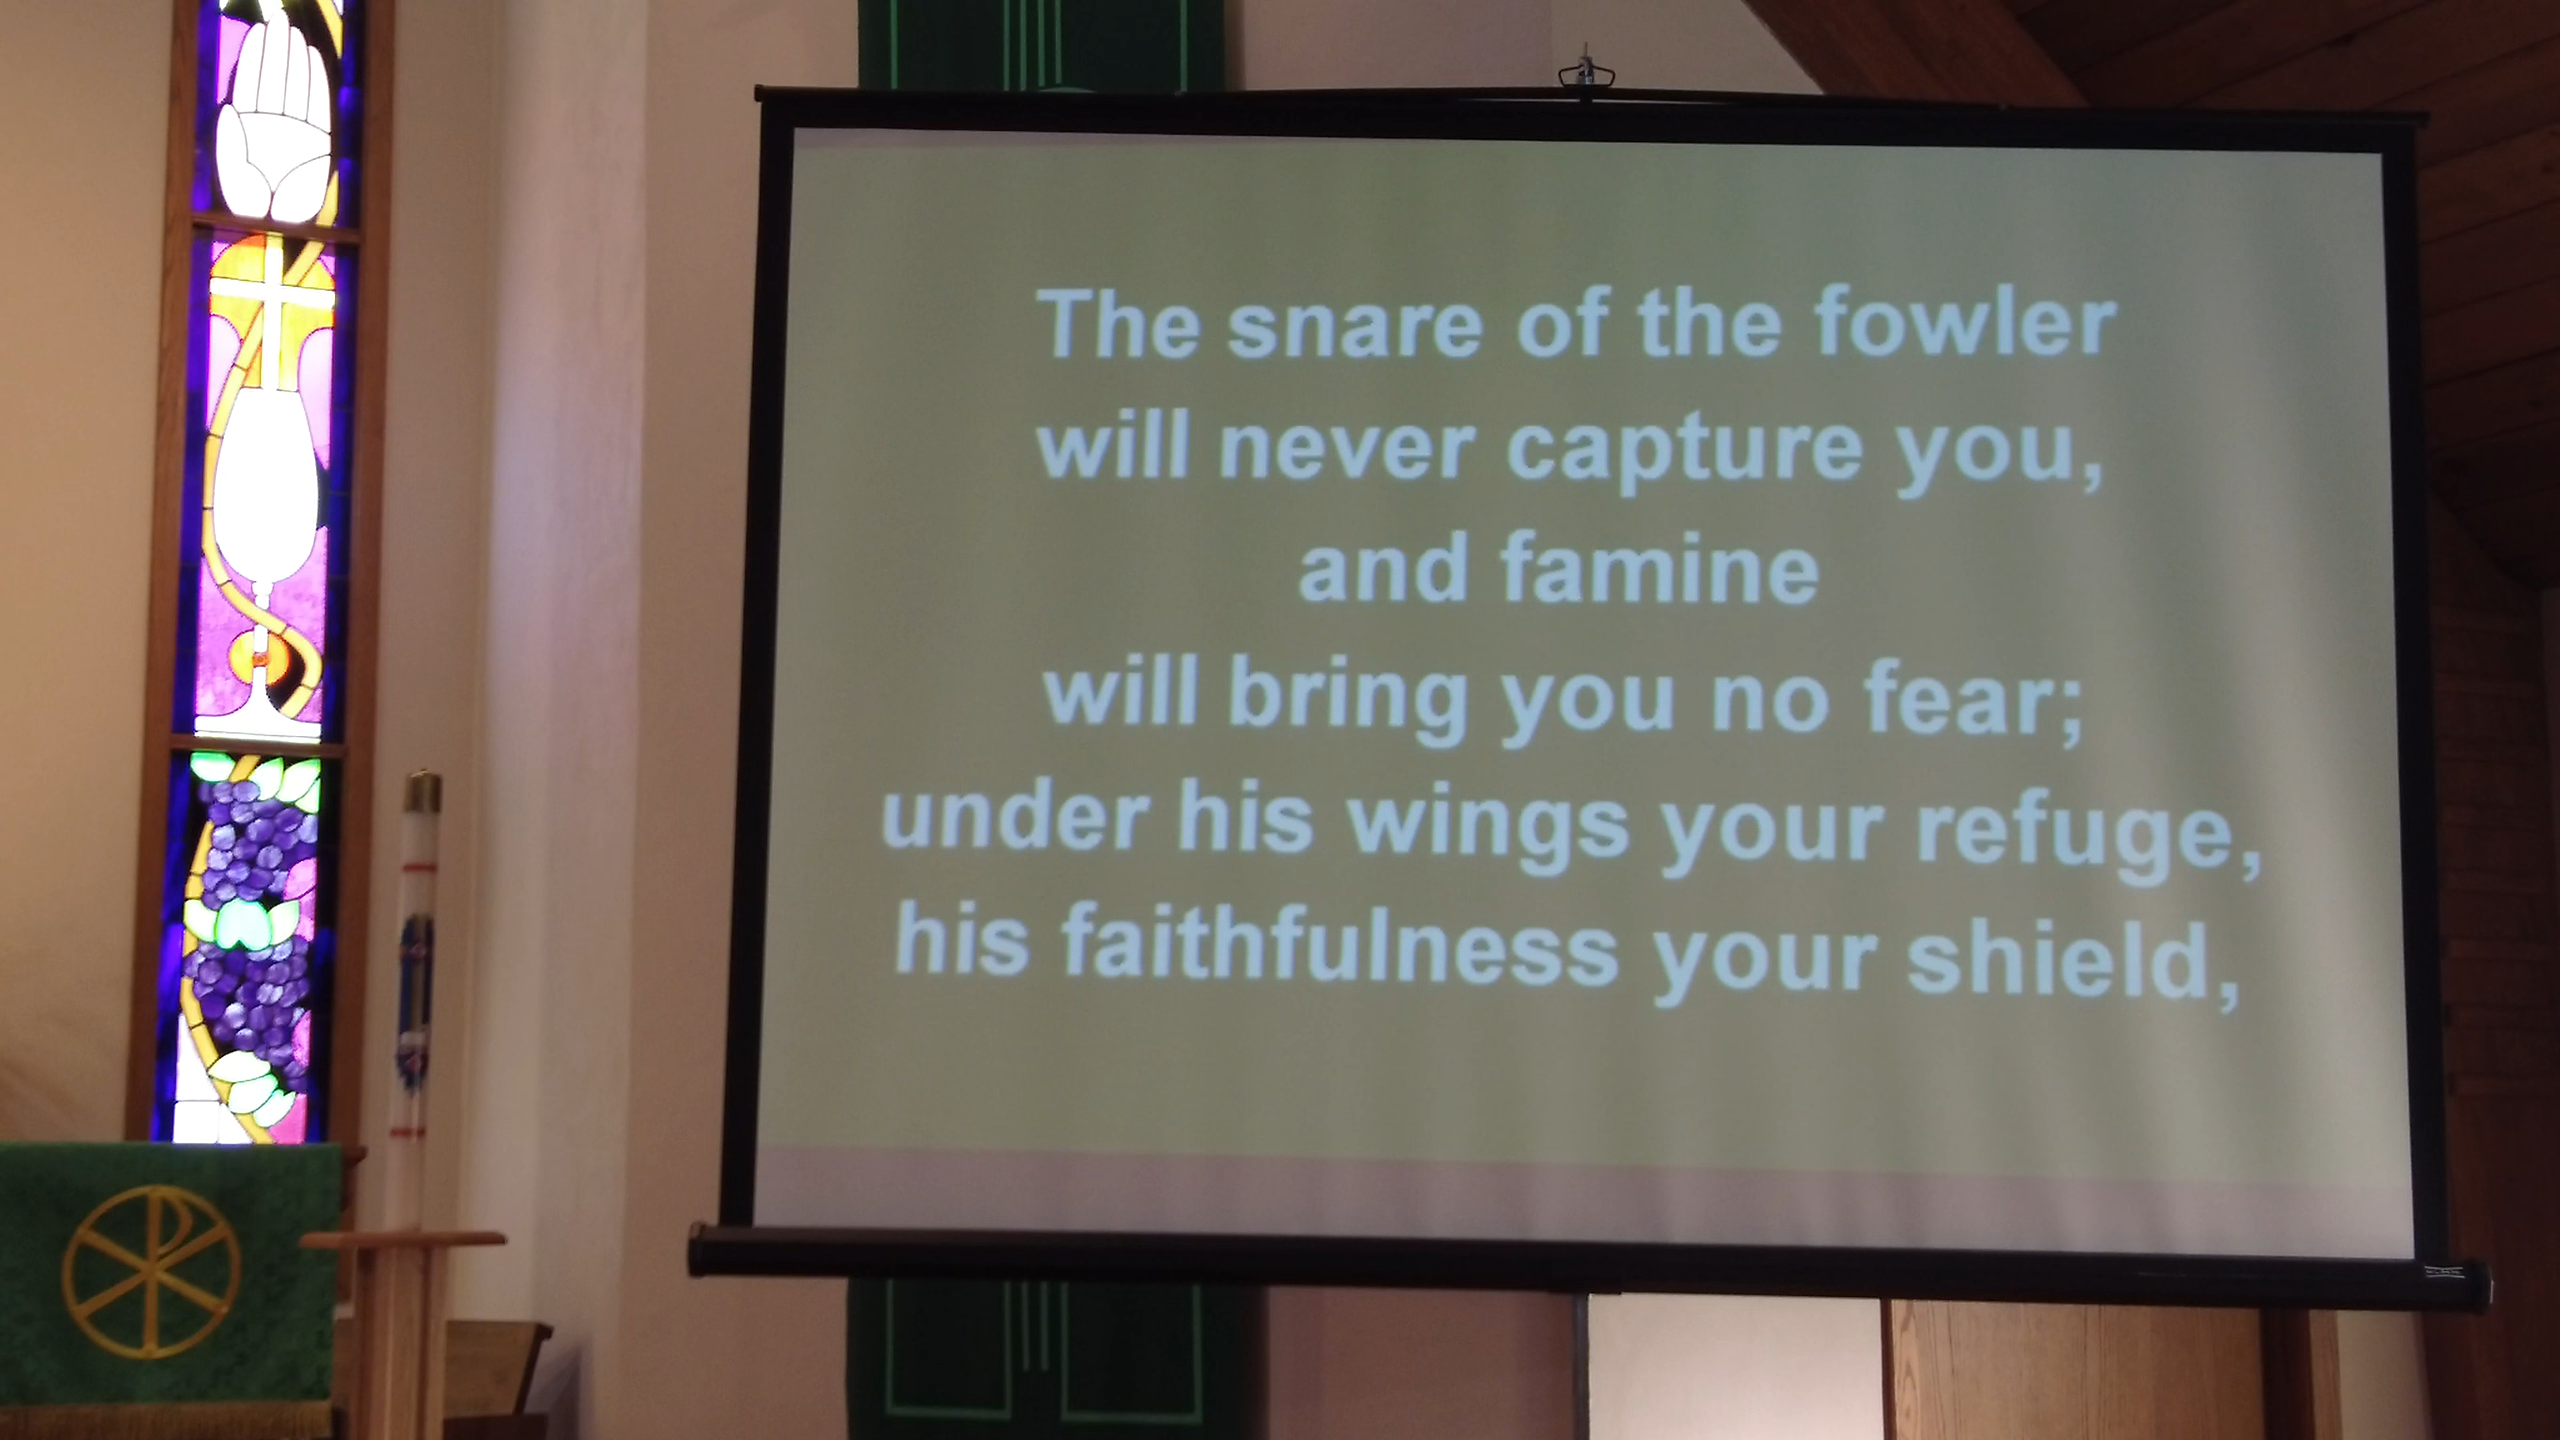 The snare of the fowler
will never capture you,
and famine
will bring you no fear;
under his wings your refuge,
his faithfulness your shield,